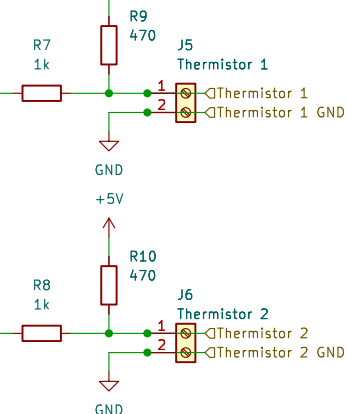 R9
470
R7
1k
J5
Thermistor 1
1
2
Thermistor 1
Thermistor 1 GND
GND
+5V
R10
470
R8
1k
J6
Thermistor 2
1
2
Thermistor 2
Thermistor 2 GND
GND